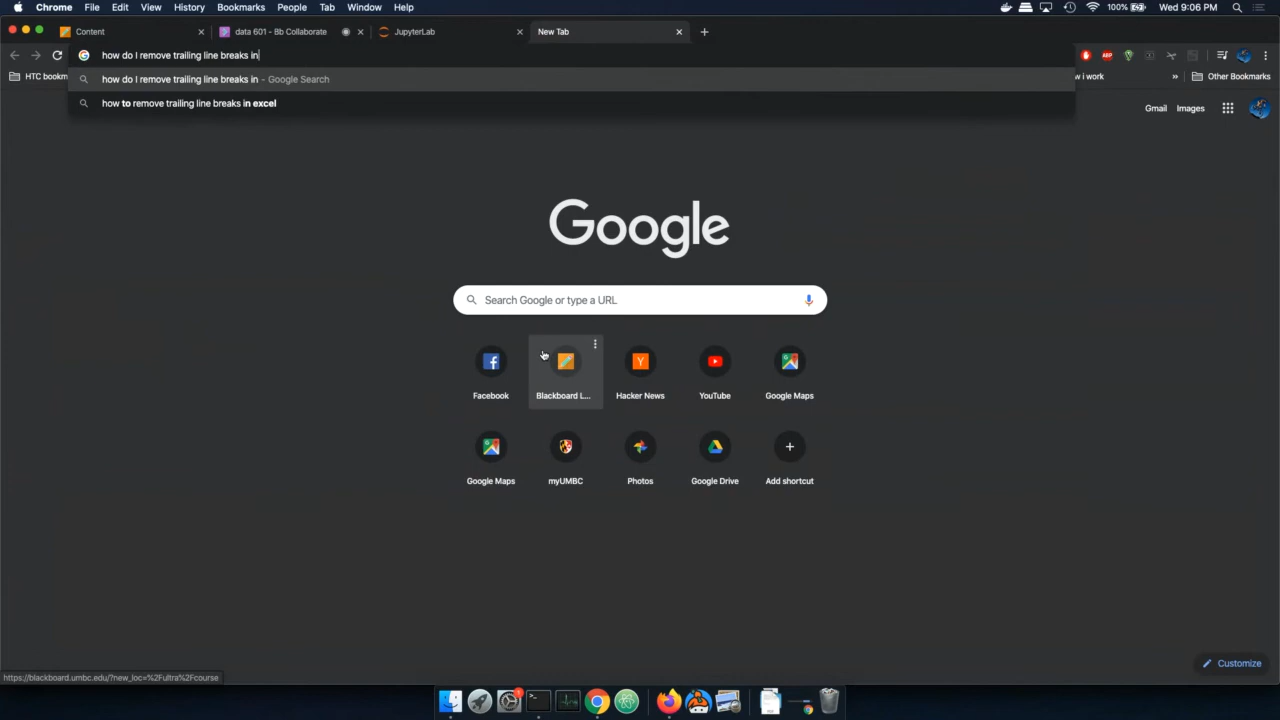 Chrome File Edit View History Bookmarks People Tab Window Help 100% Wed 9:06 PM
Content data 601 - Bb Collaborate JupyterLab New Tab
how do I remove trailing line breaks in
ABP
HTC bookm
how do I remove trailing line breaks in - Google Search
w i work
» Other Bookmarks
how to remove trailing line breaks in excel
Gmail Images
Google
Search Google or type a URL
Facebook Blackboard L... Hacker News YouTube Google Maps
Google Maps myUMBC Photos Google Drive Add shortcut
Customize
https://blackboard.umbc.edu/?new_loc=%2Fultra%2Fcourse